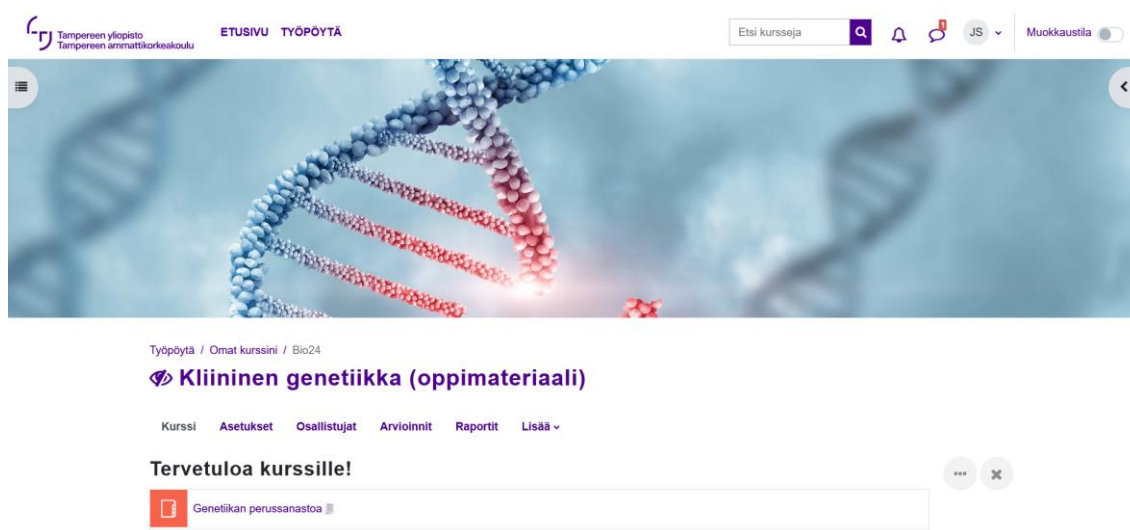 Tampereen yliopisto
Tampereen ammattikorkeakoulu
ETUSIVU TYÖPÖYTÄ
Etsi kursseja
1
JS
Muokkaustila
Työpöytä / Omat kurssini / Bio24
Kliininen genetiikka (oppimateriaali)
Kurssi Asetukset Osallistujat Arvioinnit Raportit Lisää
Tervetuloa kurssille!
Genetiikan perussanastoa